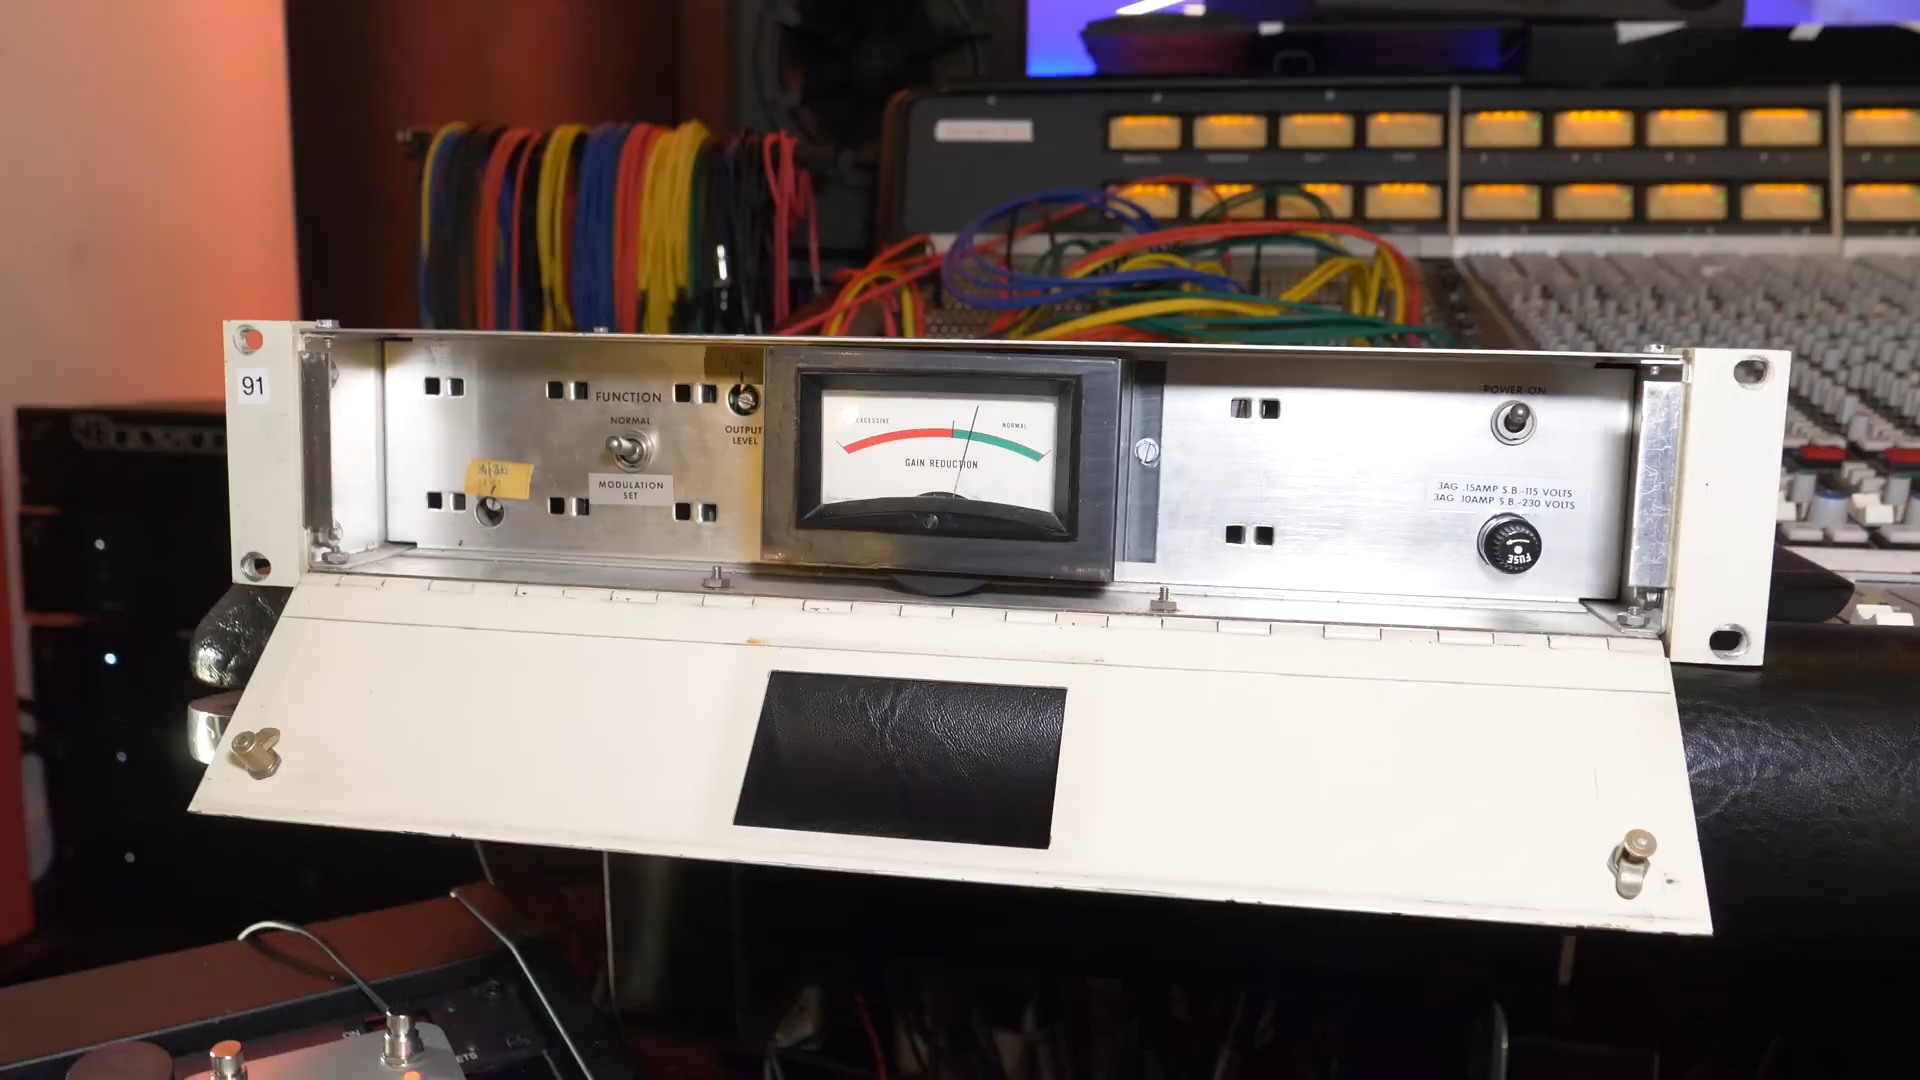 91
FUNCTION
NORMAL
MODULATION
SET
OUTPUT
LEVEL
EXCESSIVE
NORMAL
GAIN REDUCTION
POWER ON
3AG .15AMP S.B.-115 VOLTS
3AG .10AMP S.B.-230 VOLTS
FUSE
ON